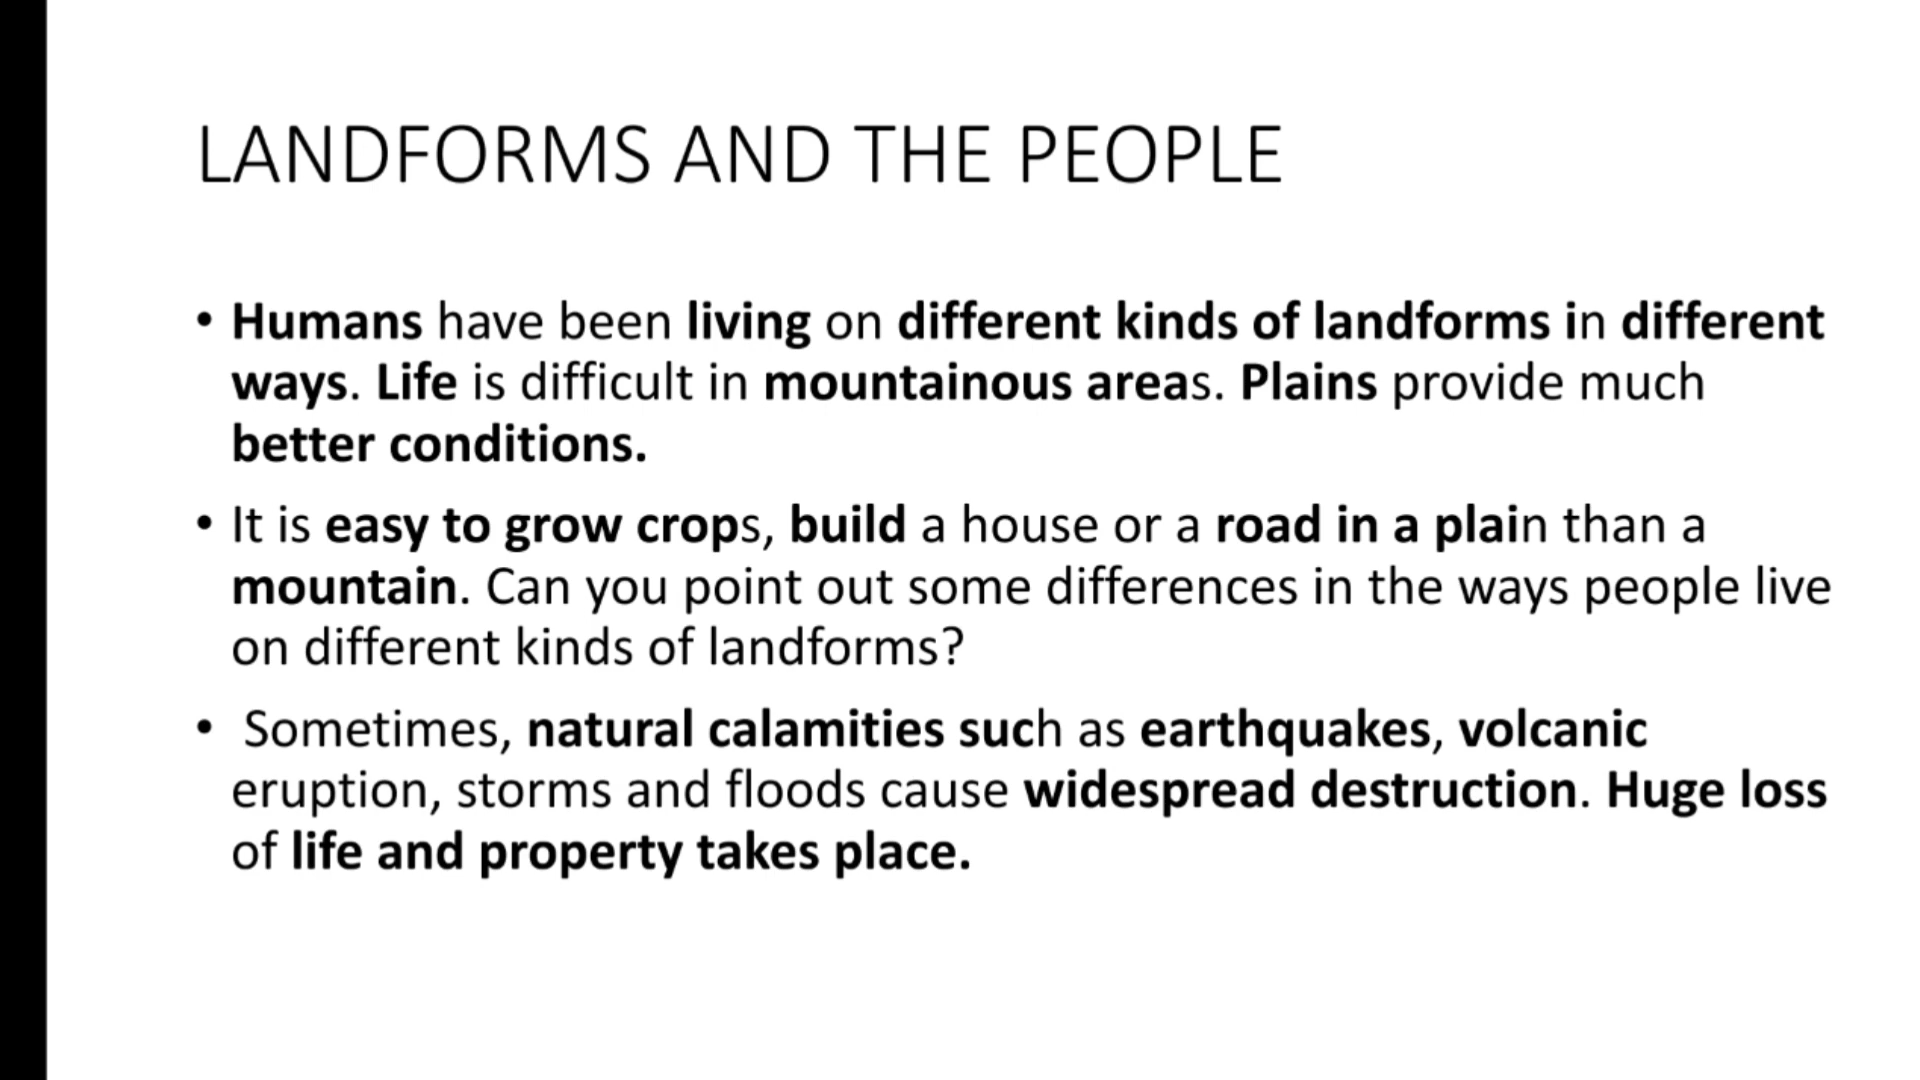 LANDFORMS AND THE PEOPLE
• Humans have been living on different kinds of landforms in different
ways. Life is difficult in mountainous areas. Plains provide much
better conditions.
• It is easy to grow crops, build a house or a road in a plain than a
mountain. Can you point out some differences in the ways people live
on different kinds of landforms?
• Sometimes, natural calamities such as earthquakes, volcanic
eruption, storms and floods cause widespread destruction. Huge loss
of life and property takes place.